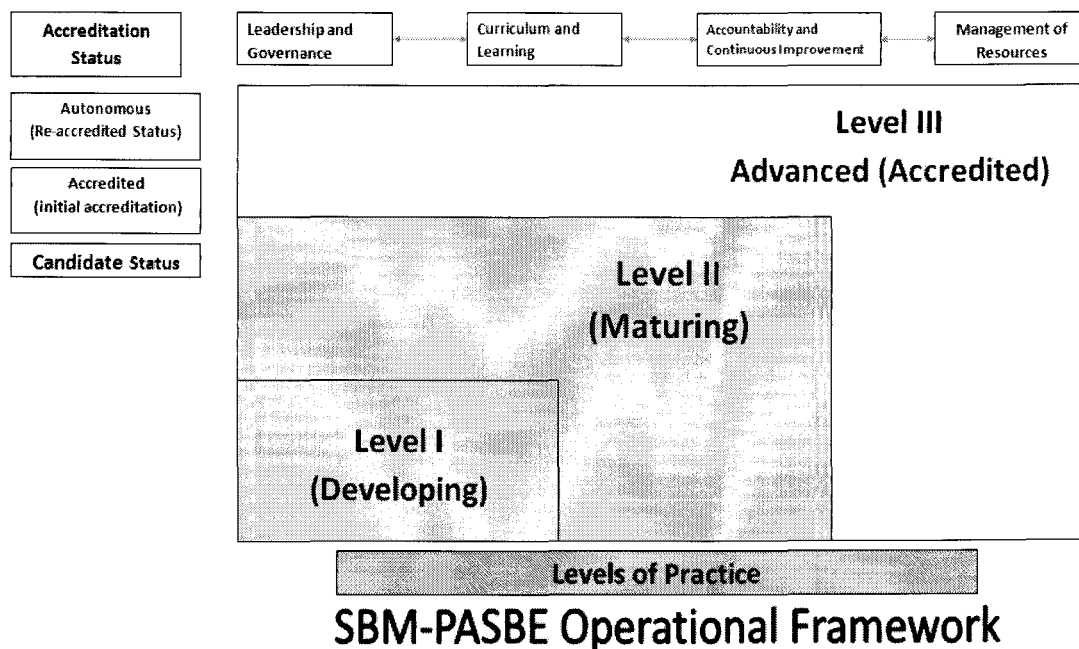 Accreditation
Status
Leadership and
Governance
Curriculum and
Learning
Accountability and
Continuous Improvement
Management of
Resources
Autonomous
(Re-accredited Status)
Accredited
(initial accreditation)
Candidate Status
Level III
Advanced (Accredited)
Level II
(Maturing)
Level I
(Developing)
Levels of Practice
SBM-PASBE Operational Framework